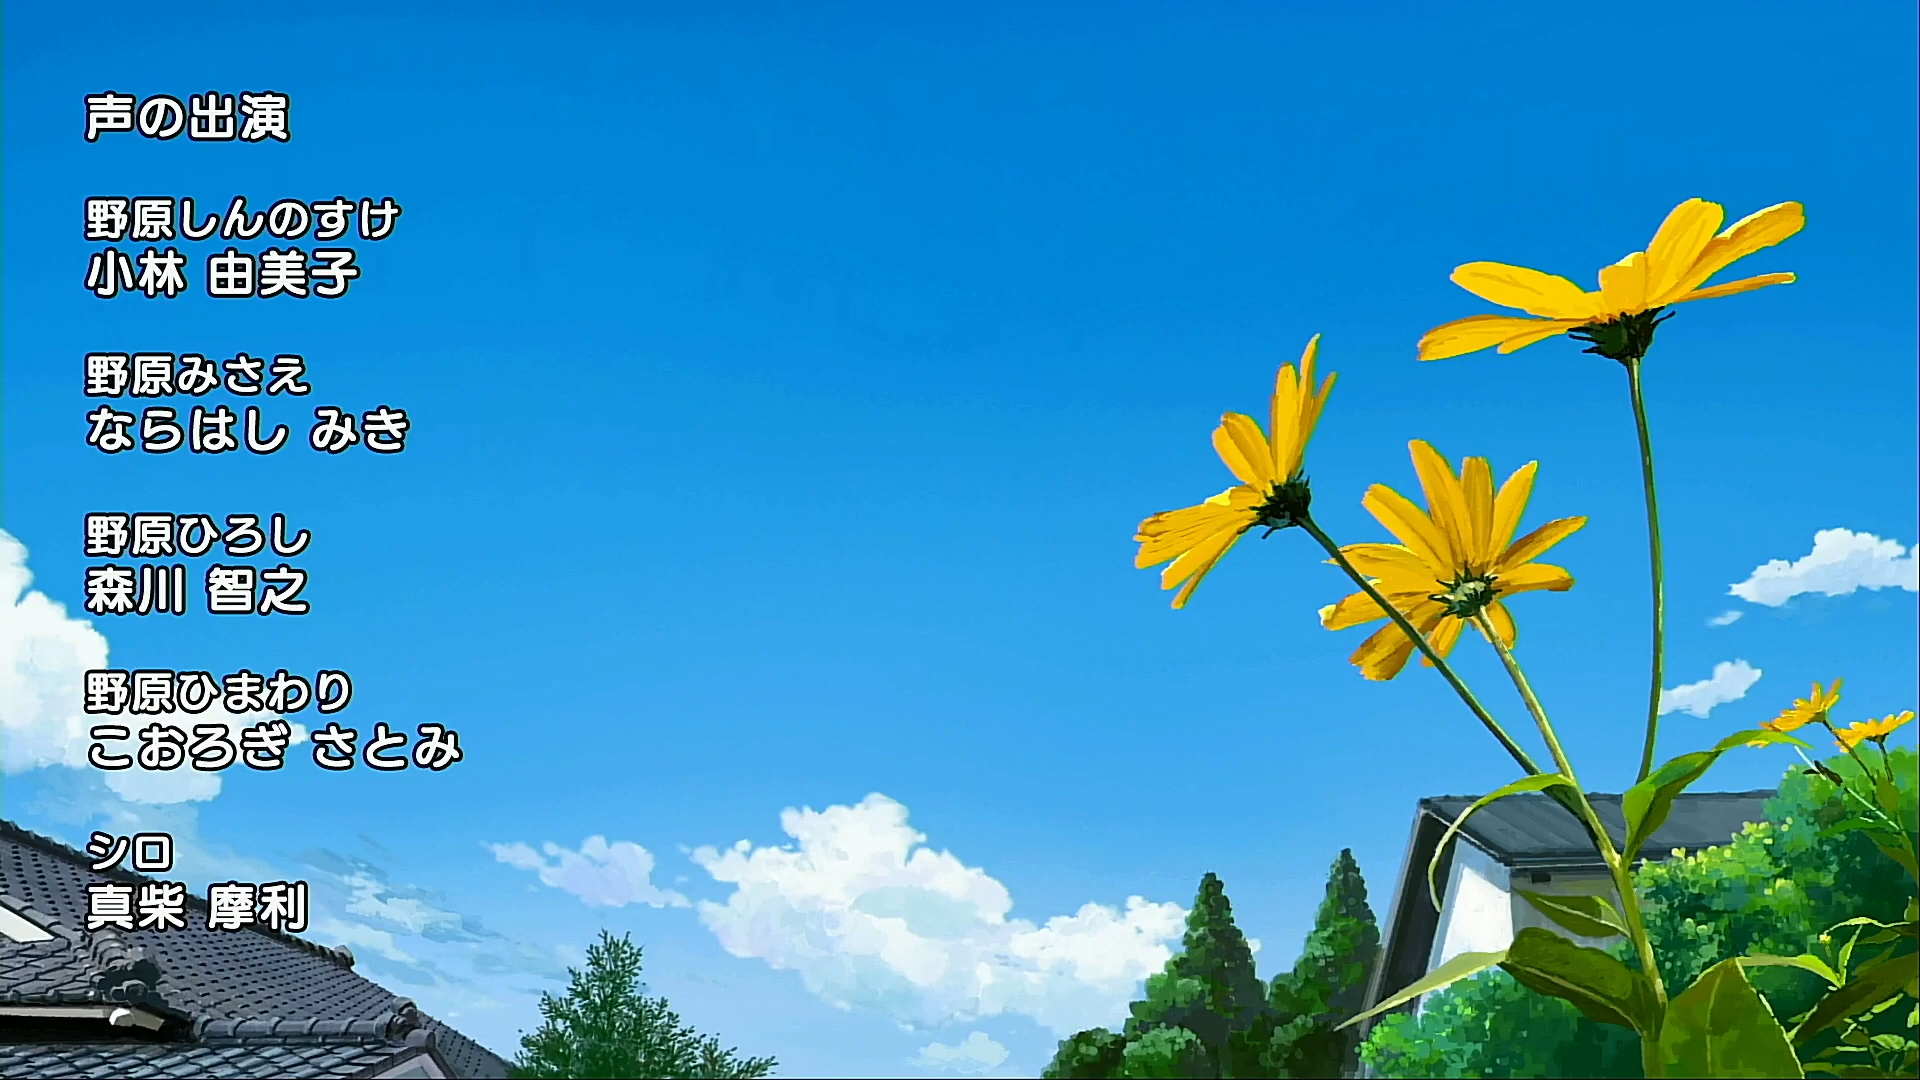 声の出演
野原しんのすけ
小林 由美子
野原みさえ
ならはし みき
野原ひろし
森川 智之
野原ひまわり
こおろぎ さとみ
シロ
真柴 摩利